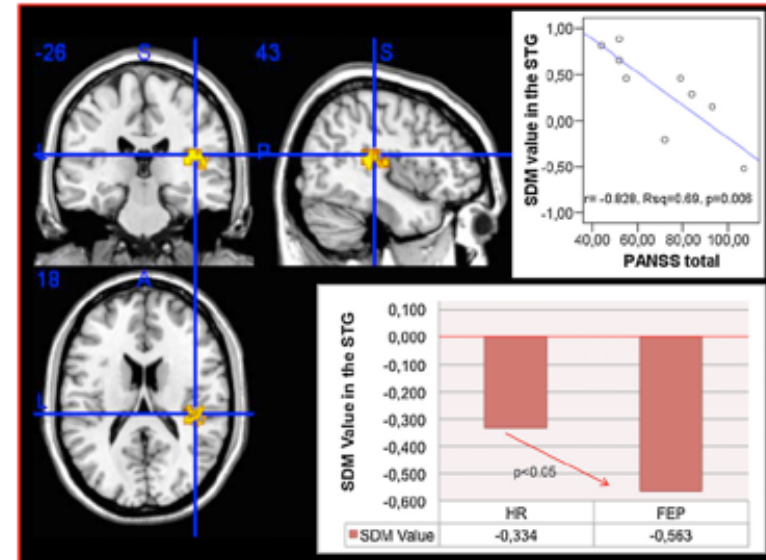 -26
S
43
S
L
P
18
A
L
1,00
0,50
0,00
-0,50
-1,00
SDM value in the STG
r= -0.828, Rsq=0.69, p=0.006
40,00 60,00 80,00 100,00
PANSS total
0,100
0,000
-0,100
-0,200
-0,300
-0,400
-0,500
-0,600
SDM Value in the STG
p<0.05
HR FEP
SDM Value -0,334 -0,563